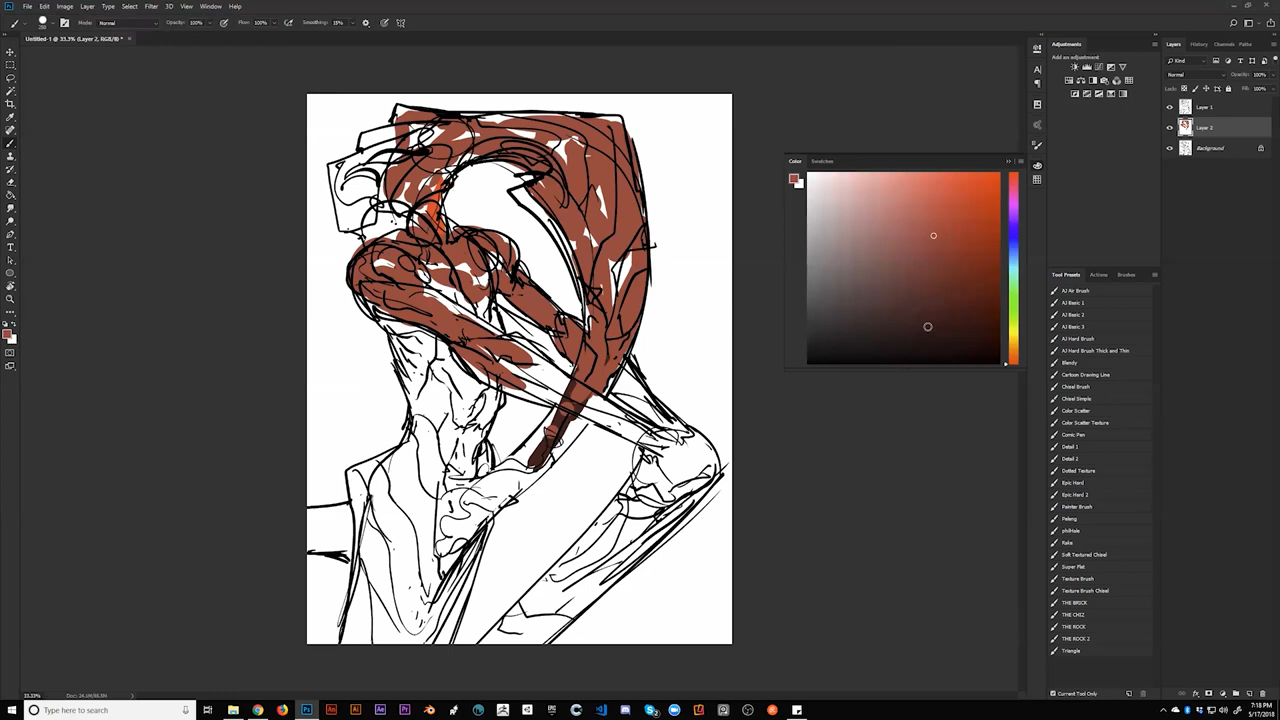 File Edit Image Layer Type Select Filter 3D View Window Help
Mode: Normal Opacity: 100% Flow: 100% Smoothing: 15%
Untitled-1 @ 33.3% (Layer 2, RGB/8) *
Adjustments
Add an adjustment
Layers History Channels Paths
Kind
Normal Opacity: 100%
Lock: Fill: 100%
Layer 1
Layer 2
Background
Color Swatches
Tool Presets Actions Brushes
AJ Air Brush
AJ Basic 1
AJ Basic 2
AJ Basic 3
AJ Hard Brush
AJ Hard Brush Thick and Thin
Blendy
Cartoon Drawing Line
Chisel Brush
Chisel Simple
Color Scatter
Color Scatter Texture
Comic Pen
Detail 1
Detail 2
Dotted Texture
Epic Hard
Epic Hard 2
Painter Brush
philHale
Rake
Soft Textured Chisel
Super Flat
Texture Brush
Texture Brush Chisel
THE BRICK
THE CHIZ
THE ROCK
THE ROCK 2
Triangle
Current Tool Only
33.33%
Type here to search
7:18 PM
5/17/2018